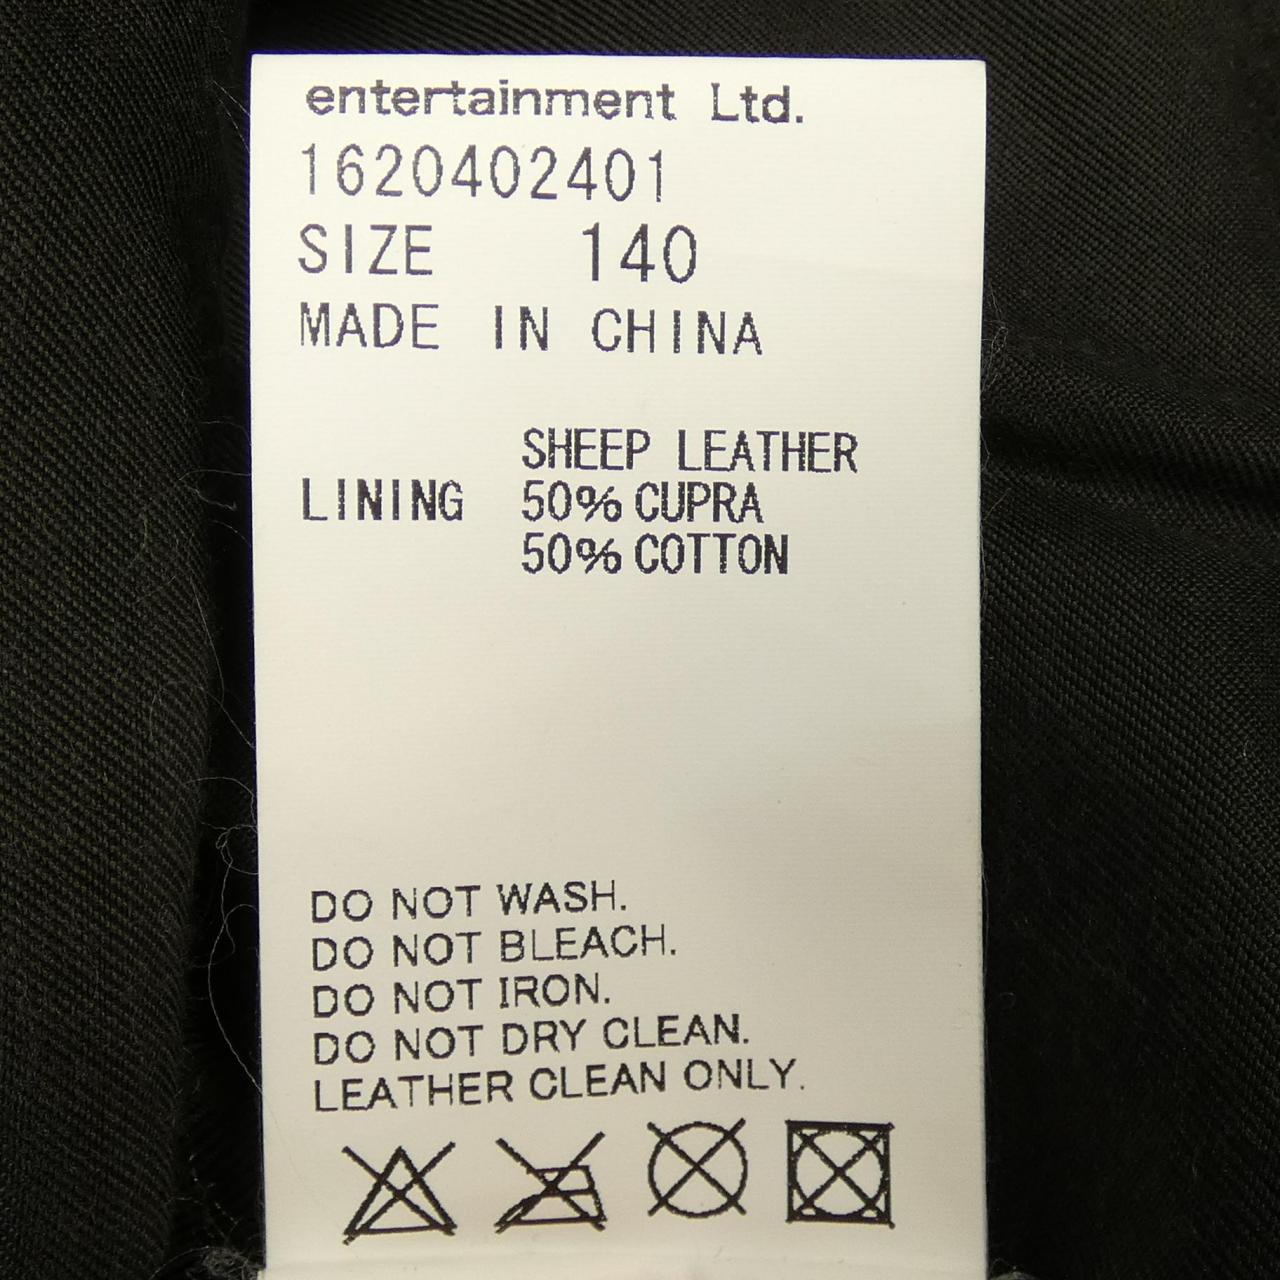 entertainment Ltd.
1620402401
SIZE 140
MADE IN CHINA
SHEEP LEATHER
LINING 50% CUPRA
50% COTTON
DO NOT WASH.
DO NOT BLEACH.
DO NOT IRON.
DO NOT DRY CLEAN.
LEATHER CLEAN ONLY.